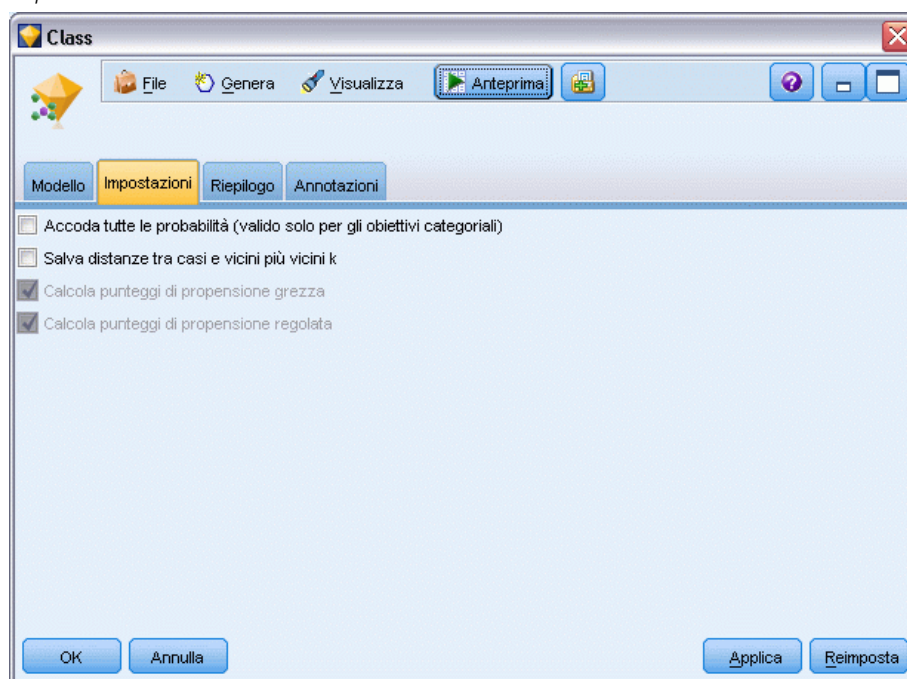 Class
File Genera Visualizza Anteprima
Modello Impostazioni Riepilogo Annotazioni
Accoda tutte le probabilità (valido solo per gli obiettivi categoriali)
Salva distanze tra casi e vicini più vicini k
Calcola punteggi di propensione grezza
Calcola punteggi di propensione regolata
OK Annulla Applica Reimposta